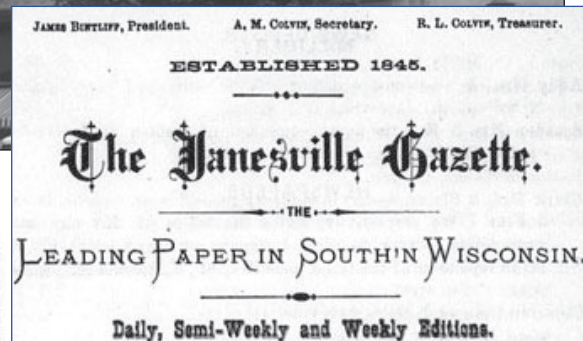 JAMES BINTLIFF, President. A. M. COLVIN, Secretary. R. L. COLVIN, Treasurer.
ESTABLISHED 1845.
The Janesville Gazette.
THE
LEADING PAPER IN SOUTH'N WISCONSIN,
Daily, Semi-Weekly and Weekly Editions.